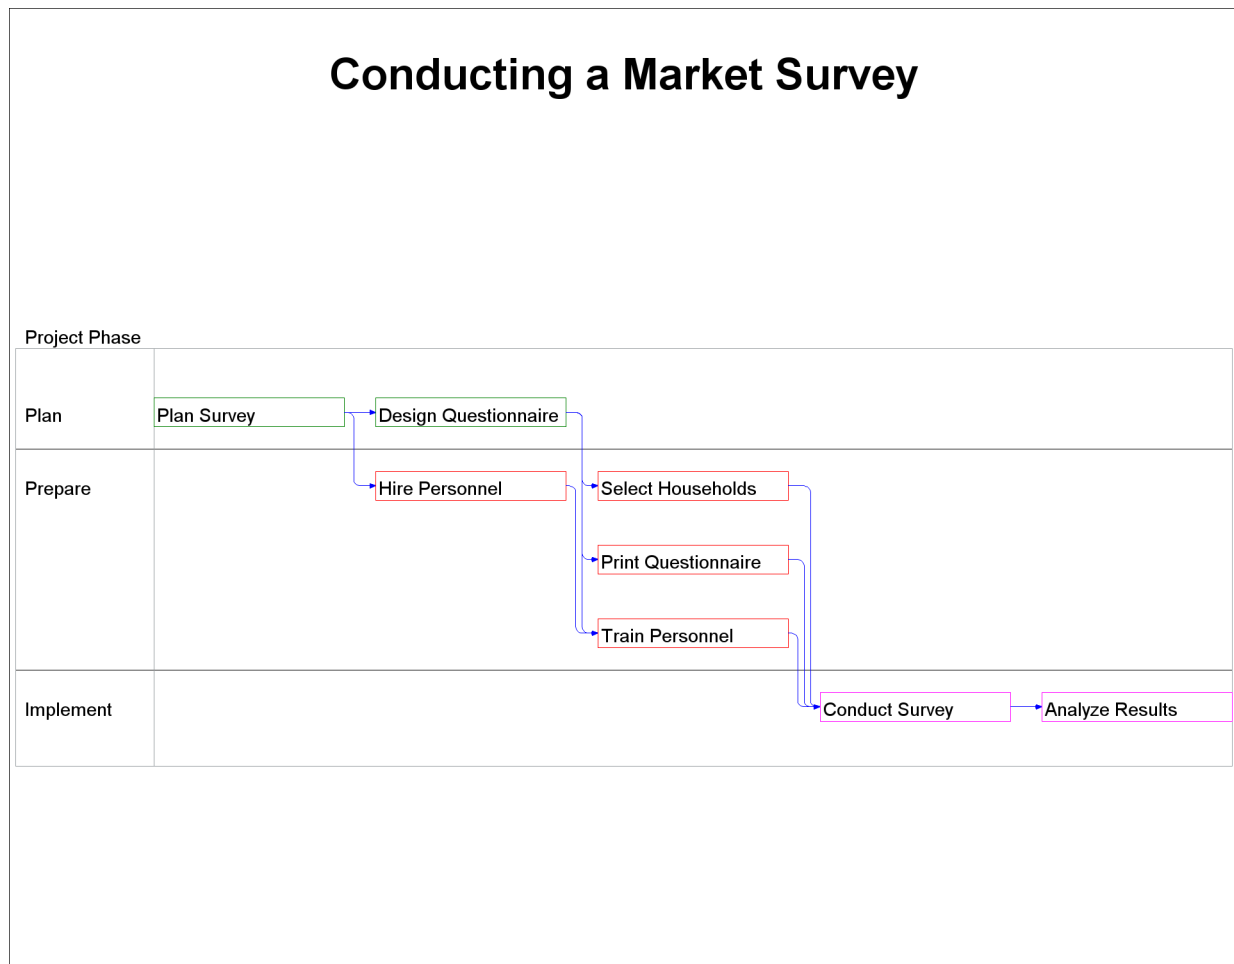 Conducting a Market Survey
Project Phase
Plan
Plan Survey
Design Questionnaire
Prepare
Hire Personnel
Select Households
Print Questionnaire
Train Personnel
Implement
Conduct Survey
Analyze Results